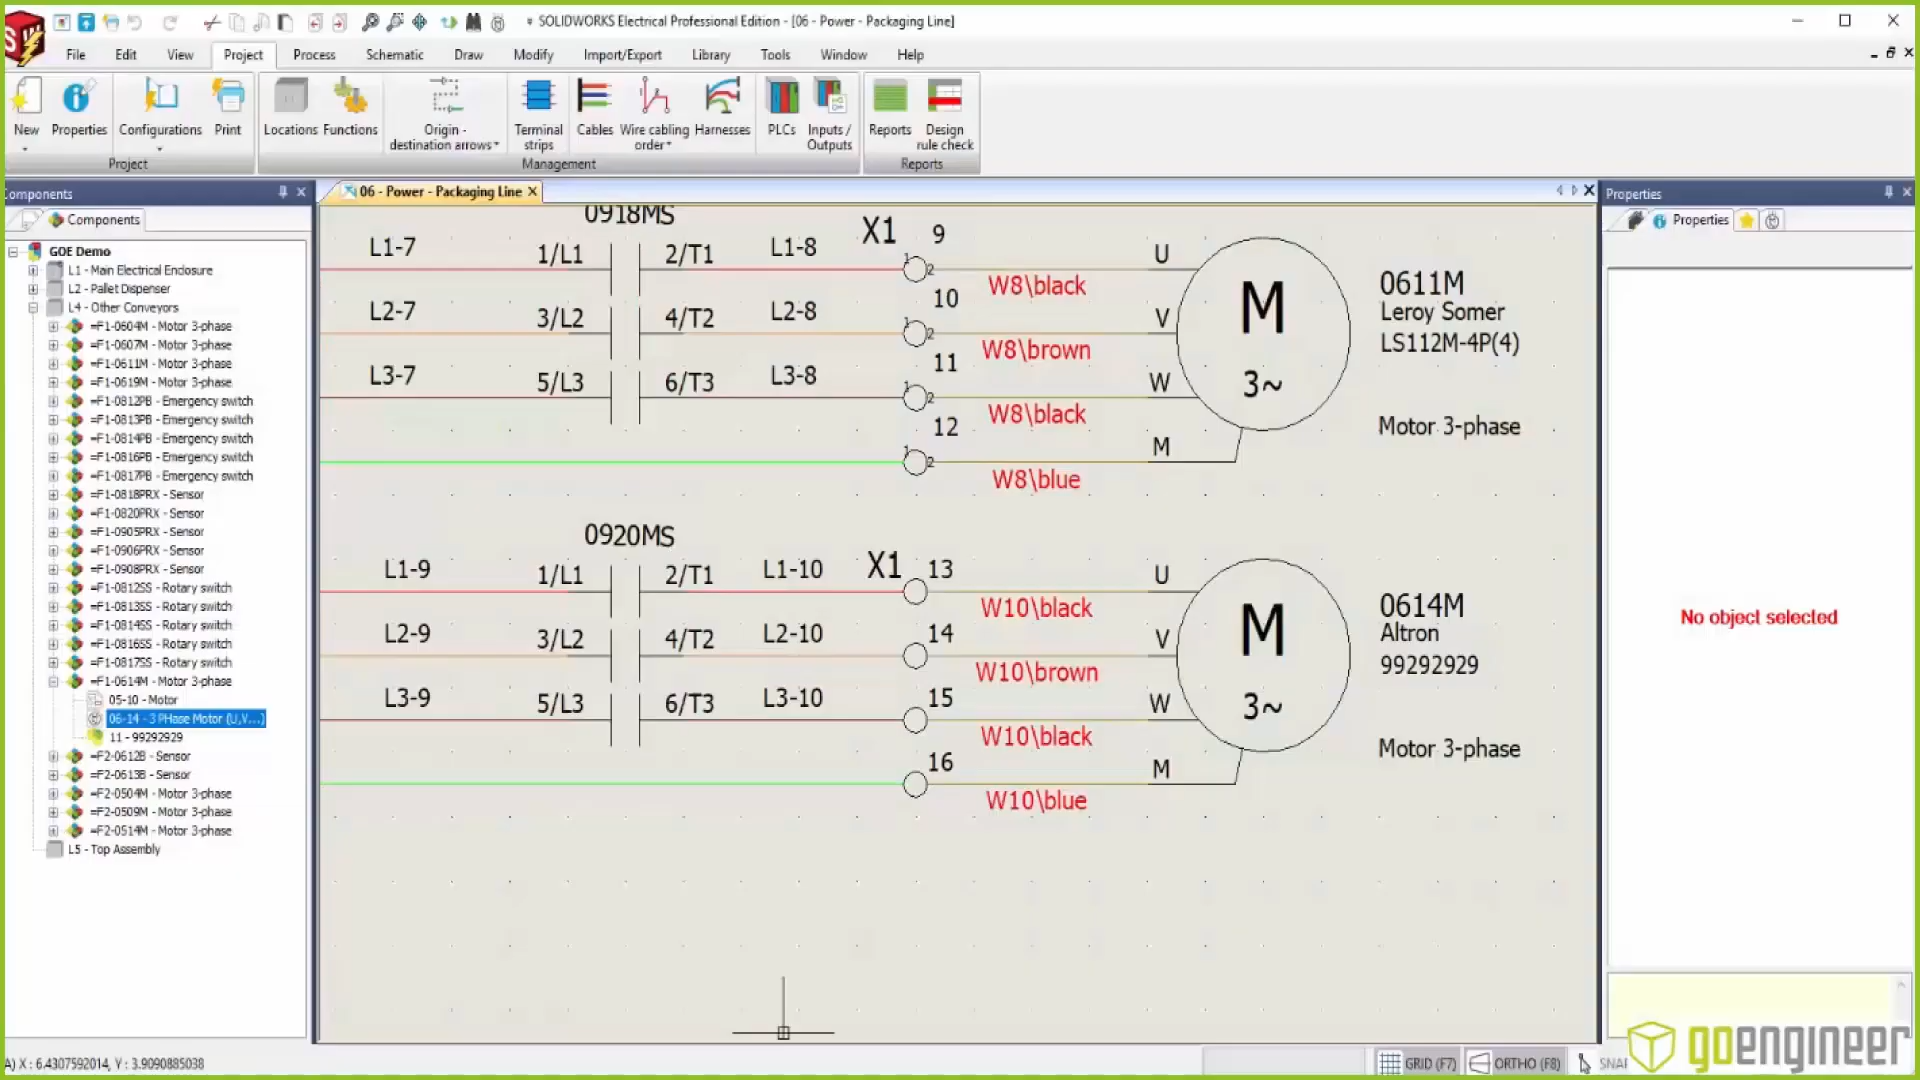 SOLIDWORKS Electrical Professional Edition - [06 - Power - Packaging Line]
File Edit View Project Process Schematic Draw Modify Import/Export Library Tools Window Help
New Properties Configurations Print Locations Functions Origin - destination arrows Terminal strips Cables Wire cabling order Harnesses PLCs Inputs / Outputs Reports Design rule check
Project Management Reports
Components
Components
GOE Demo
L1 - Main Electrical Enclosure
L2 - Pallet Dispenser
L4 - Other Conveyors
=F1-0604M - Motor 3-phase
=F1-0607M - Motor 3-phase
=F1-0611M - Motor 3-phase
=F1-0619M - Motor 3-phase
=F1-0812PB - Emergency switch
=F1-0813PB - Emergency switch
=F1-0814PB - Emergency switch
=F1-0816PB - Emergency switch
=F1-0817PB - Emergency switch
=F1-0818PRX - Sensor
=F1-0820PRX - Sensor
=F1-0905PRX - Sensor
=F1-0906PRX - Sensor
=F1-0908PRX - Sensor
=F1-0812SS - Rotary switch
=F1-0813SS - Rotary switch
=F1-0814SS - Rotary switch
=F1-0816SS - Rotary switch
=F1-0817SS - Rotary switch
=F1-0614M - Motor 3-phase
05-10 - Motor
06-14 - 3 PHase Motor (U,V...)
11 - 99292929
=F2-0612B - Sensor
=F2-0613B - Sensor
=F2-0504M - Motor 3-phase
=F2-0509M - Motor 3-phase
=F2-0514M - Motor 3-phase
L5 - Top Assembly
06 - Power - Packaging Line
0918MS
L1-7 1/L1 2/T1 L1-8 X1 9 1 2 U
W8\black
L2-7 3/L2 4/T2 L2-8 10 1 2 V
W8\brown
L3-7 5/L3 6/T3 L3-8 11 1 2 W
W8\black
12 1 2 M
W8\blue
M
3~
0611M
Leroy Somer
LS112M-4P(4)
Motor 3-phase
0920MS
L1-9 1/L1 2/T1 L1-10 X1 13 U
W10\black
L2-9 3/L2 4/T2 L2-10 14 V
W10\brown
L3-9 5/L3 6/T3 L3-10 15 W
W10\black
16 M
W10\blue
M
3~
0614M
Altron
99292929
Motor 3-phase
Properties
Properties
No object selected
A) X : 6.4307592014, Y : 3.9090885038
GRID (F7) ORTHO (F8) SNA
goengineer